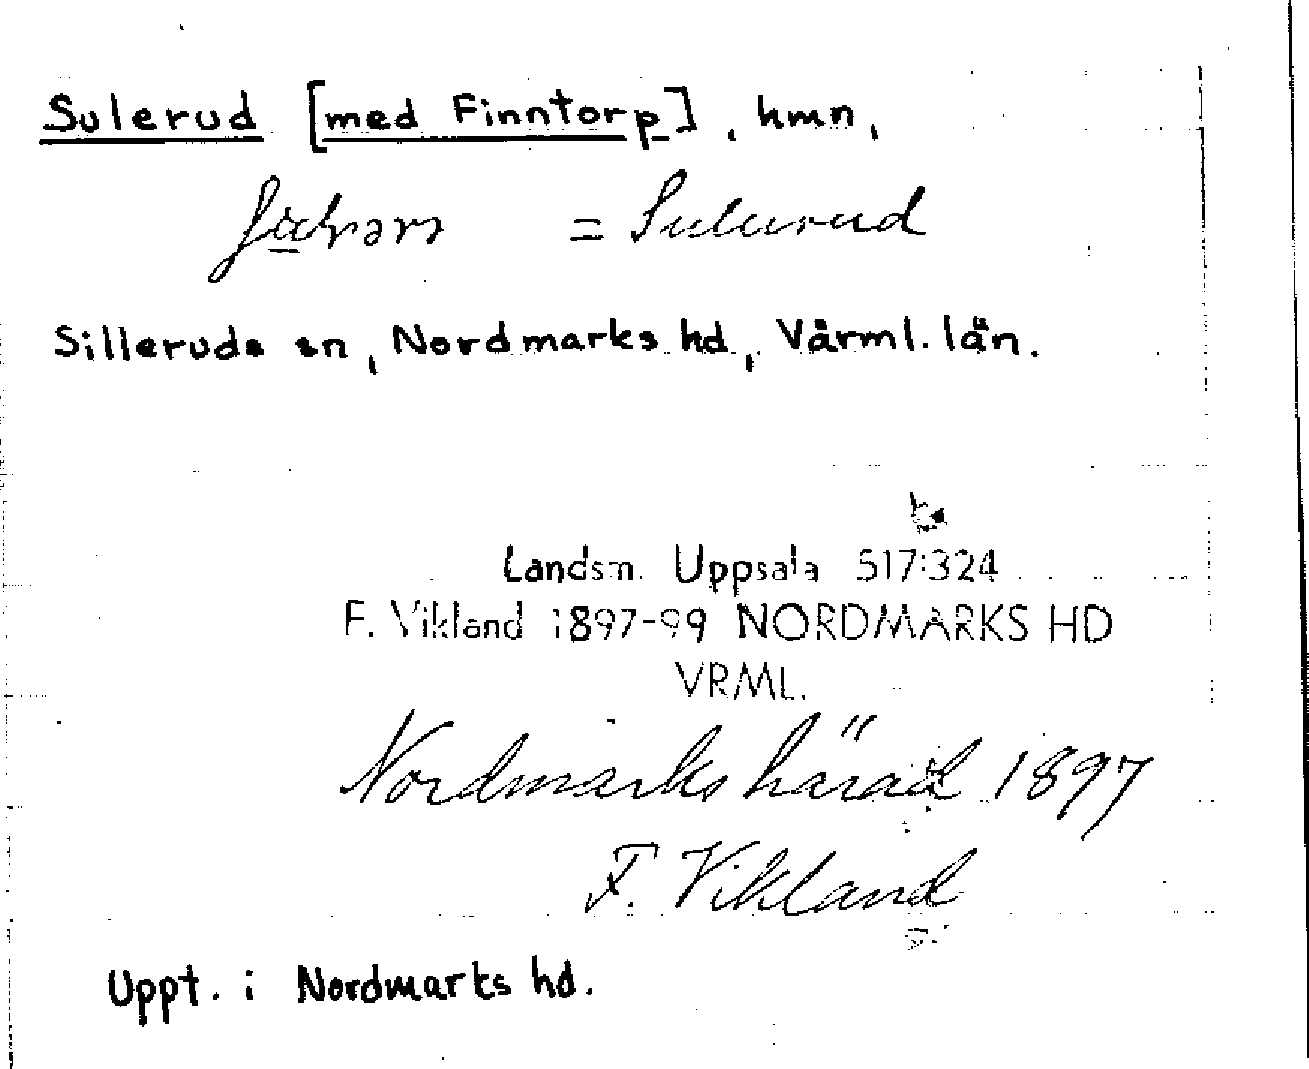 Sulerud [med Finntorp], hmn,
= Sulerud
Silleruds sn, Nordmarks hd, Värml. län.
Landsm. Uppsala 517:324
F. Vikland 1897-99 NORDMARKS HD
VRML.
Nordmarks härad 1897
F. Vikland
Uppt. i Nordmarks hd.